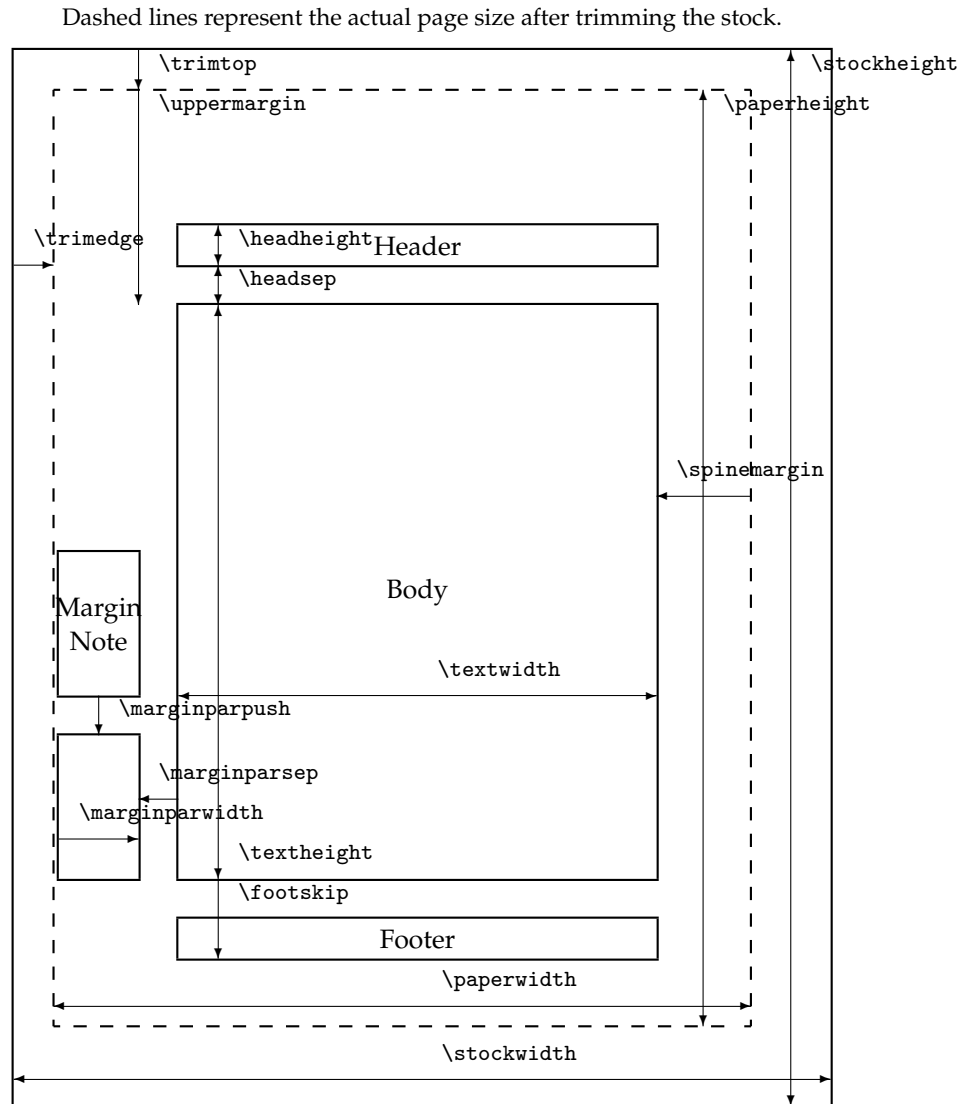 Dashed lines represent the actual page size after trimming the stock.
\trimtop
\stockheight
\uppermargin
\paperheight
\trimedge
\headheight
Header
\headsep
\spinemargin
Body
Margin
Note
\textwidth
\marginparpush
\marginparsep
\marginparwidth
\textheight
\footskip
Footer
\paperwidth
\stockwidth